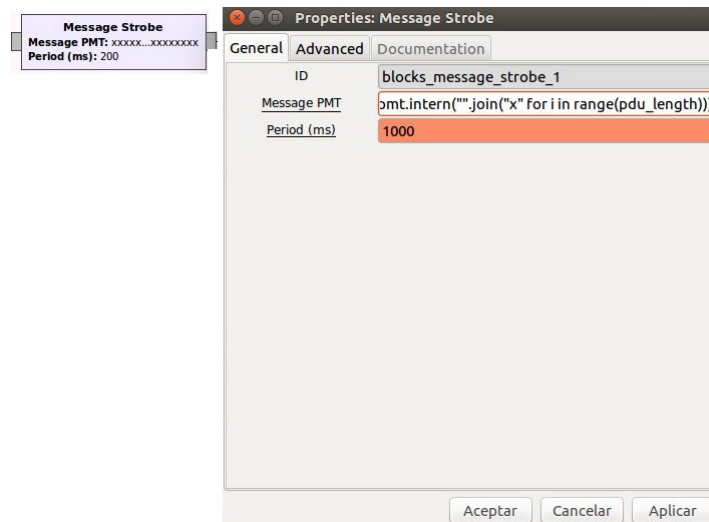 Message Strobe
Message PMT: xxxxx...xxxxxxxx
Period (ms): 200
Properties: Message Strobe
General Advanced Documentation
ID blocks_message_strobe_1
Message PMT pmt.intern("".join("x" for i in range(pdu_length))
Period (ms) 1000
Aceptar Cancelar Aplicar